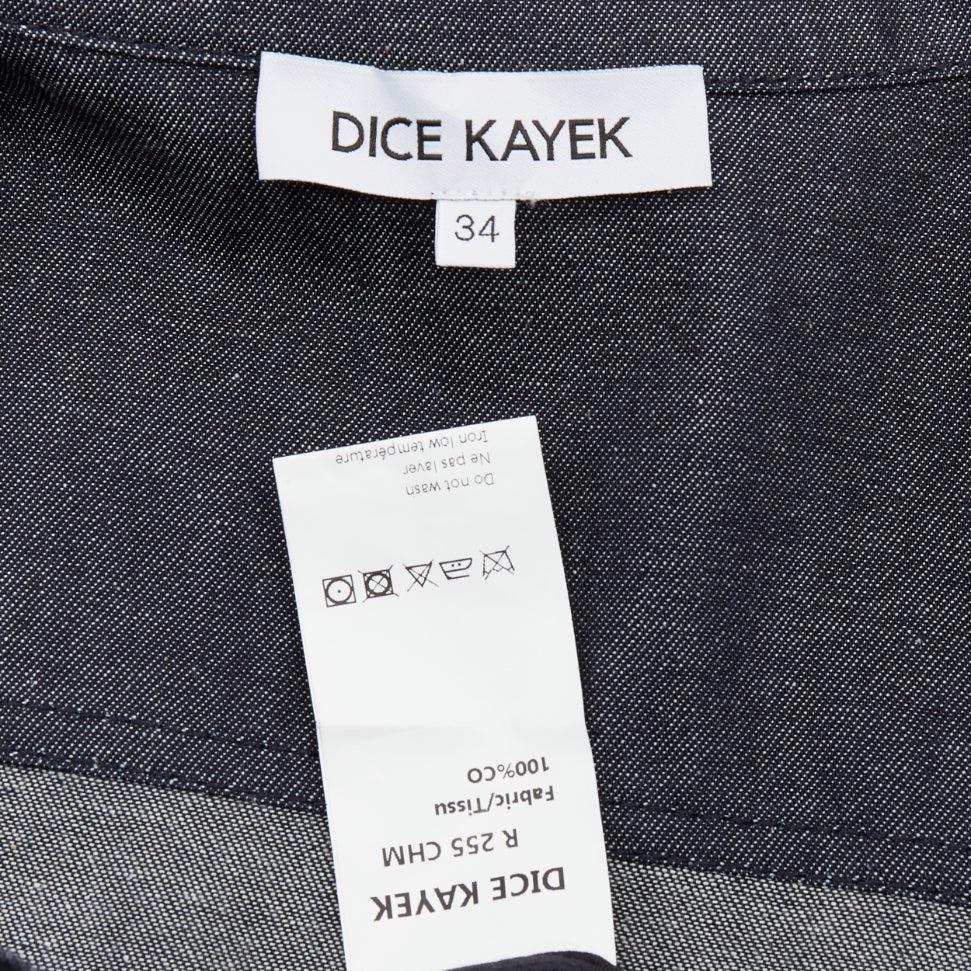 DICE KAYEK
34
DICE KAYEK
R 255 CHM
Fabric/Tissu
100%CO
Do not wash
Ne pas laver
Iron low température